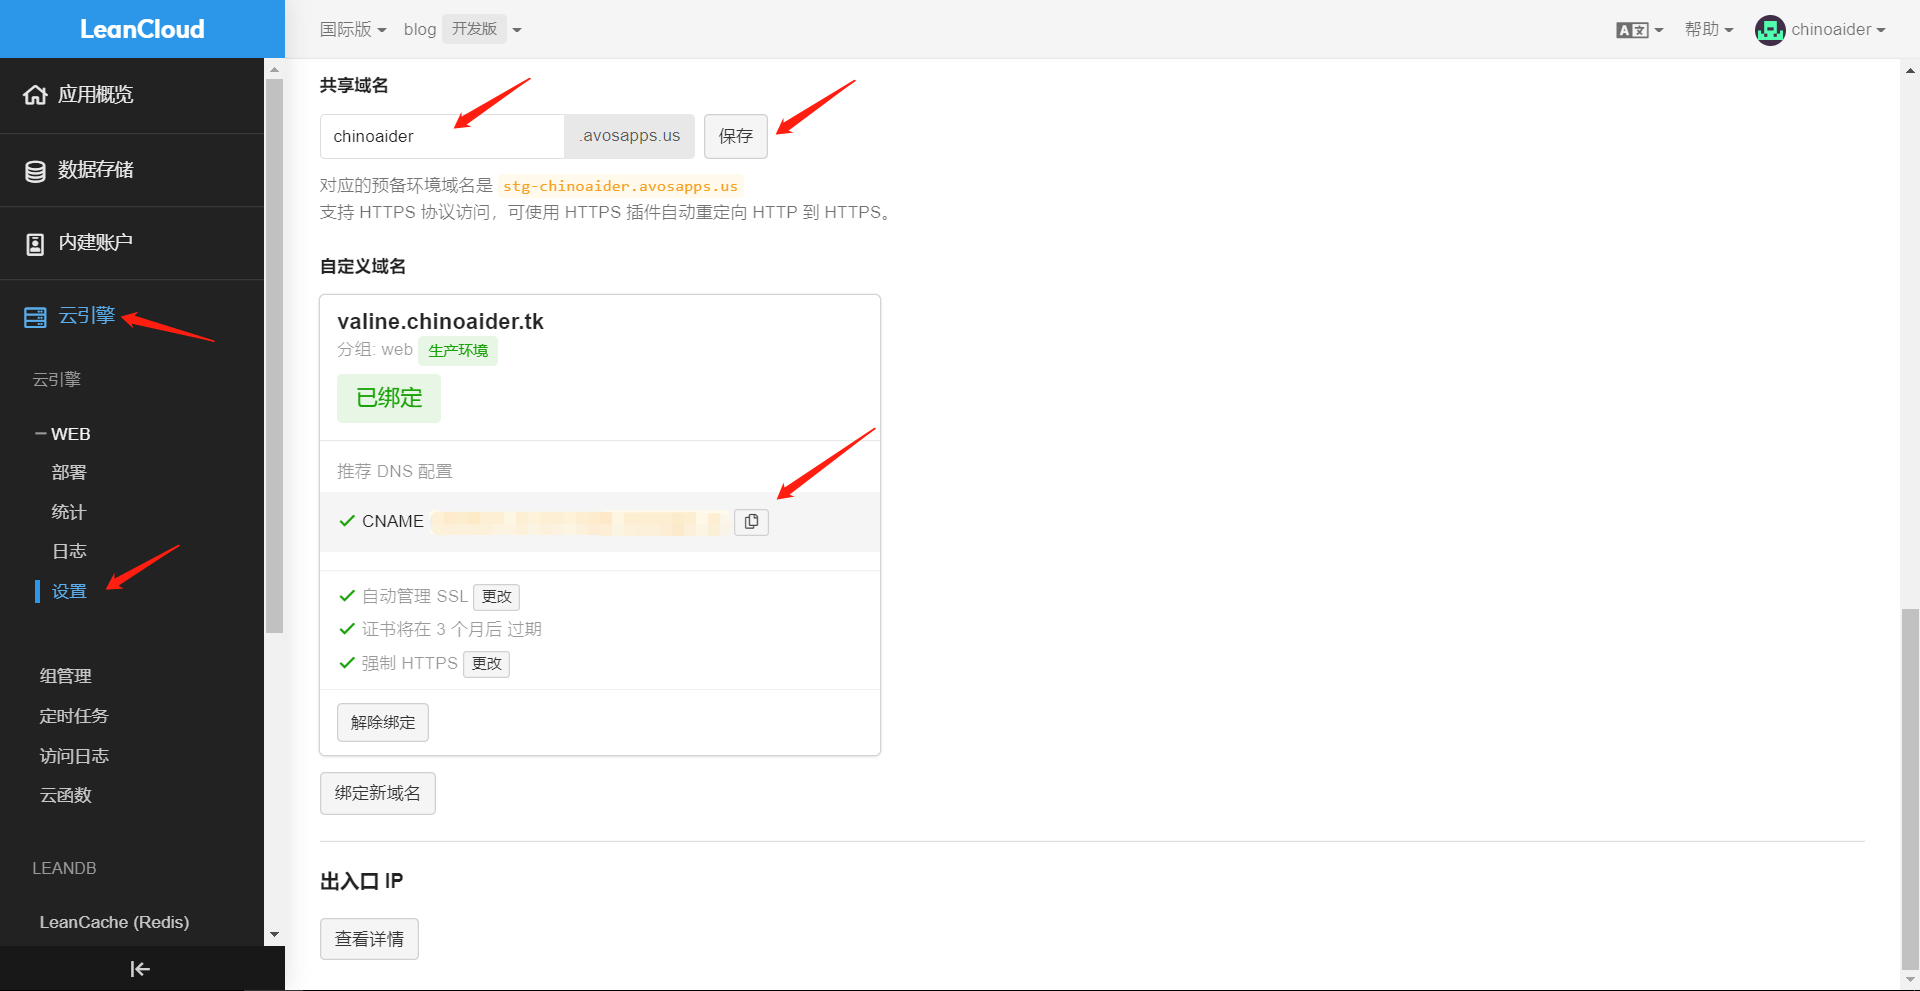 LeanCloud
国际版 blog 开发版
帮助 chinoaider
应用概览
数据存储
内建账户
云引擎
云引擎
WEB
部署
统计
日志
设置
组管理
定时任务
访问日志
云函数
LEANDB
LeanCache (Redis)
共享域名
chinoaider .avosapps.us 保存
对应的预备环境域名是 stg-chinoaider.avosapps.us
支持 HTTPS 协议访问，可使用 HTTPS 插件自动重定向 HTTP 到 HTTPS。
自定义域名
valine.chinoaider.tk
分组: web 生产环境
已绑定
推荐 DNS 配置
CNAME
自动管理 SSL 更改
证书将在 3 个月后 过期
强制 HTTPS 更改
解除绑定
绑定新域名
出入口 IP
查看详情